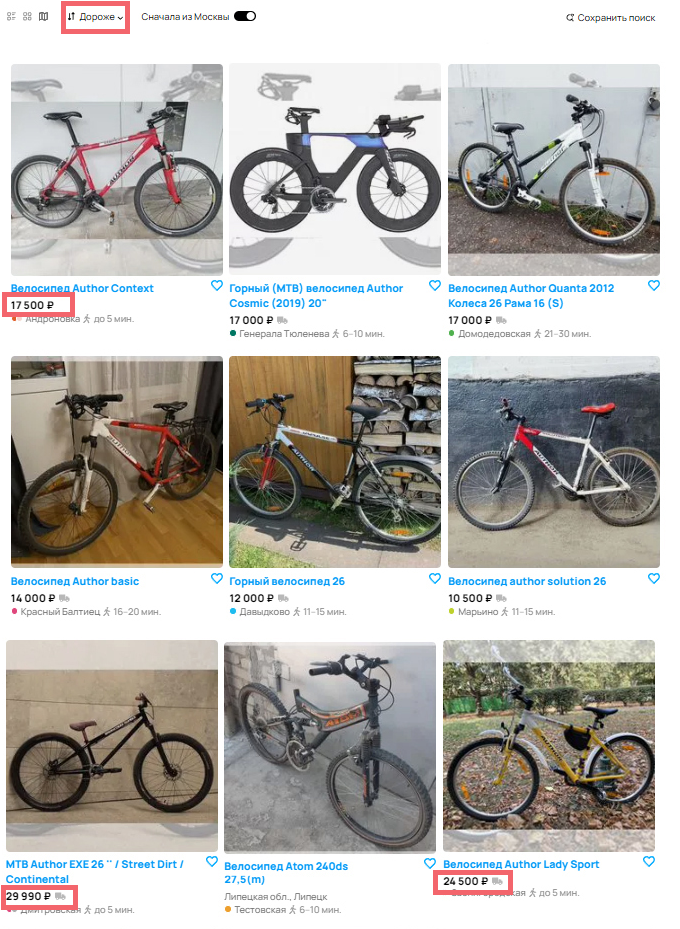 Дороже
Сначала из Москвы
Сохранить поиск
Велосипед Author Context
17 500 ₽
Андроновка до 5 мин.
Горный (MTB) велосипед Author
Cosmic (2019) 20"
17 000 ₽
Генерала Тюленева 6–10 мин.
Велосипед Author Quanta 2012
Колеса 26 Рама 16 (S)
17 000 ₽
Домодедовская 21–30 мин.
Велосипед Author basic
14 000 ₽
Красный Балтиец 16–20 мин.
Горный велосипед 26
12 000 ₽
Давыдково 11–15 мин.
Велосипед author solution 26
10 500 ₽
Марьино 11–15 мин.
MTB Author EXE 26 '' / Street Dirt /
Continental
29 990 ₽
Дмитровская до 5 мин.
Велосипед Atom 240ds
27,5(m)
Липецкая обл., Липецк
Тестовская 6–10 мин.
Велосипед Author Lady Sport
24 500 ₽
до 5 мин.